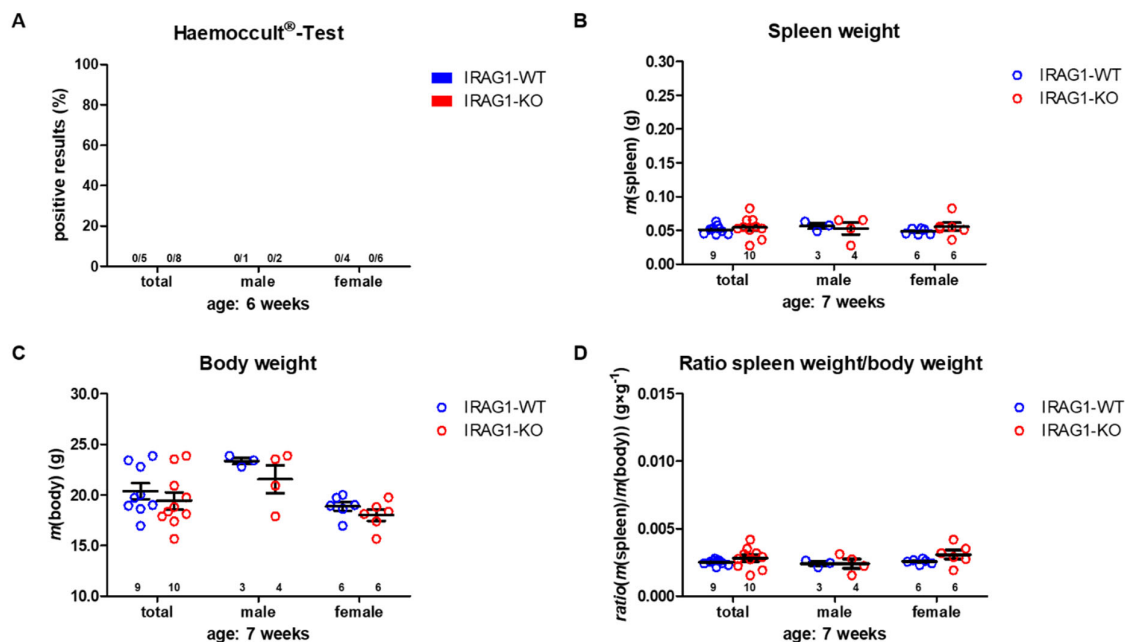 A
Haemoccult®-Test
positive results (%)
100
80
60
40
20
0
0/5 0/8 0/1 0/2 0/4 0/6
total male female
age: 6 weeks
IRAG1-WT
IRAG1-KO
B
Spleen weight
m(spleen) (g)
0.30
0.25
0.20
0.15
0.10
0.05
0.00
9 10 3 4 6 6
total male female
age: 7 weeks
IRAG1-WT
IRAG1-KO
C
Body weight
m(body) (g)
30.0
25.0
20.0
15.0
10.0
9 10 3 4 6 6
total male female
age: 7 weeks
IRAG1-WT
IRAG1-KO
D
Ratio spleen weight/body weight
ratio(m(spleen)/m(body)) (g×g⁻¹)
0.015
0.010
0.005
0.000
9 10 3 4 6 6
total male female
age: 7 weeks
IRAG1-WT
IRAG1-KO